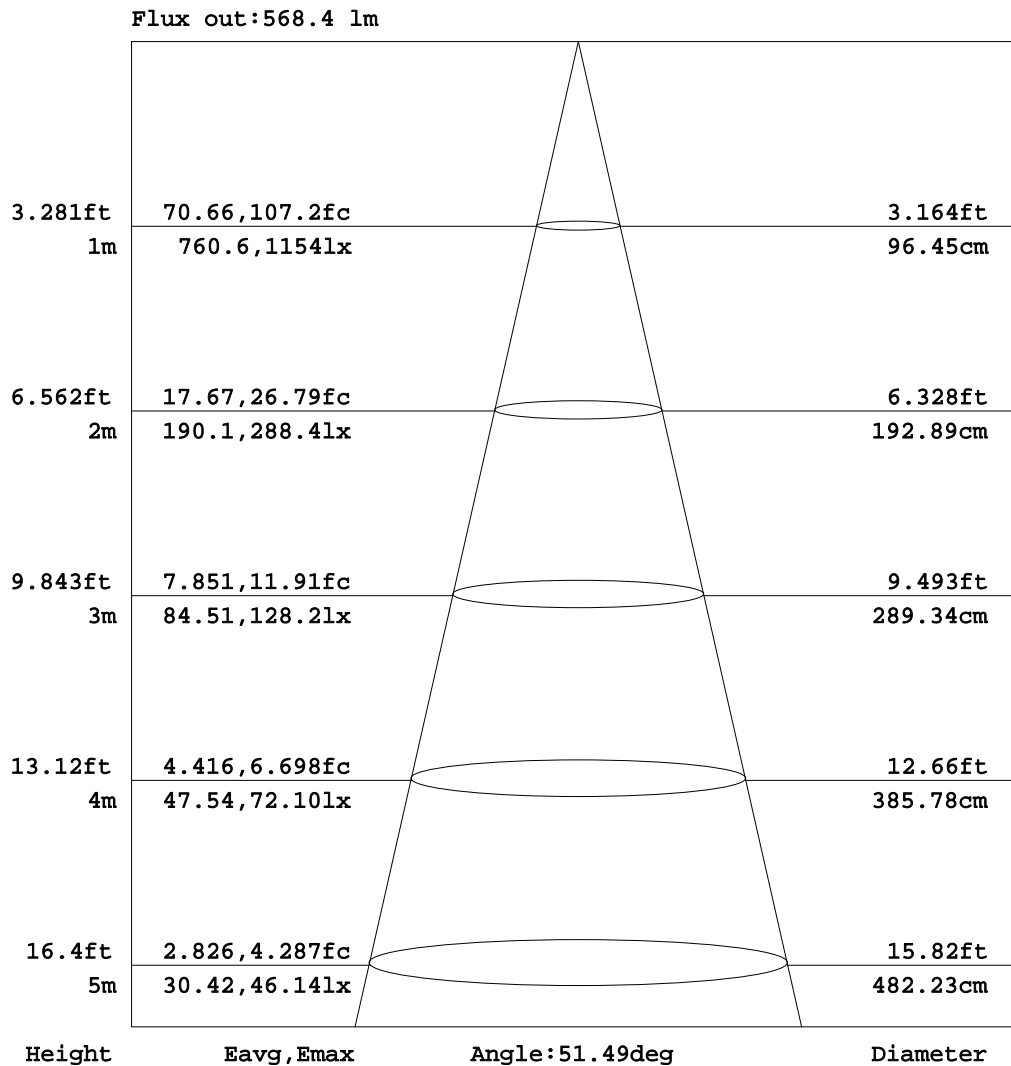 Flux out:568.4 lm
3.281ft 70.66,107.2fc 3.164ft
1m 760.6,1154lx 96.45cm
6.562ft 17.67,26.79fc 6.328ft
2m 190.1,288.4lx 192.89cm
9.843ft 7.851,11.91fc 9.493ft
3m 84.51,128.2lx 289.34cm
13.12ft 4.416,6.698fc 12.66ft
4m 47.54,72.10lx 385.78cm
16.4ft 2.826,4.287fc 15.82ft
5m 30.42,46.14lx 482.23cm
Height Eavg,Emax Angle:51.49deg Diameter